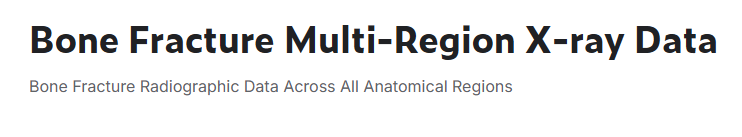 Bone Fracture Multi-Region X-ray Data
Bone Fracture Radiographic Data Across All Anatomical Regions